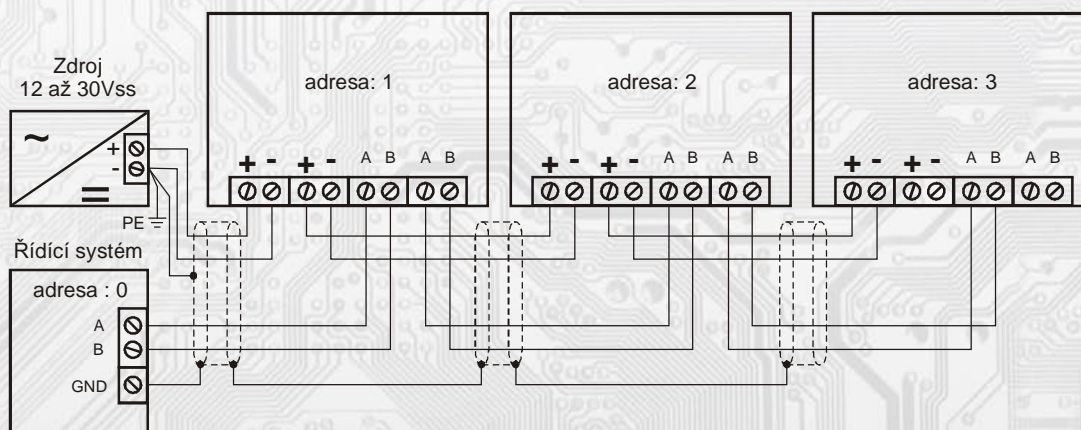 Zdroj
12 až 30Vss
~
+
-
=
PE
Řídící systém
adresa : 0
A
B
GND
adresa: 1
+ - + - A B A B
adresa: 2
+ - + - A B A B
adresa: 3
+ - + - A B A B